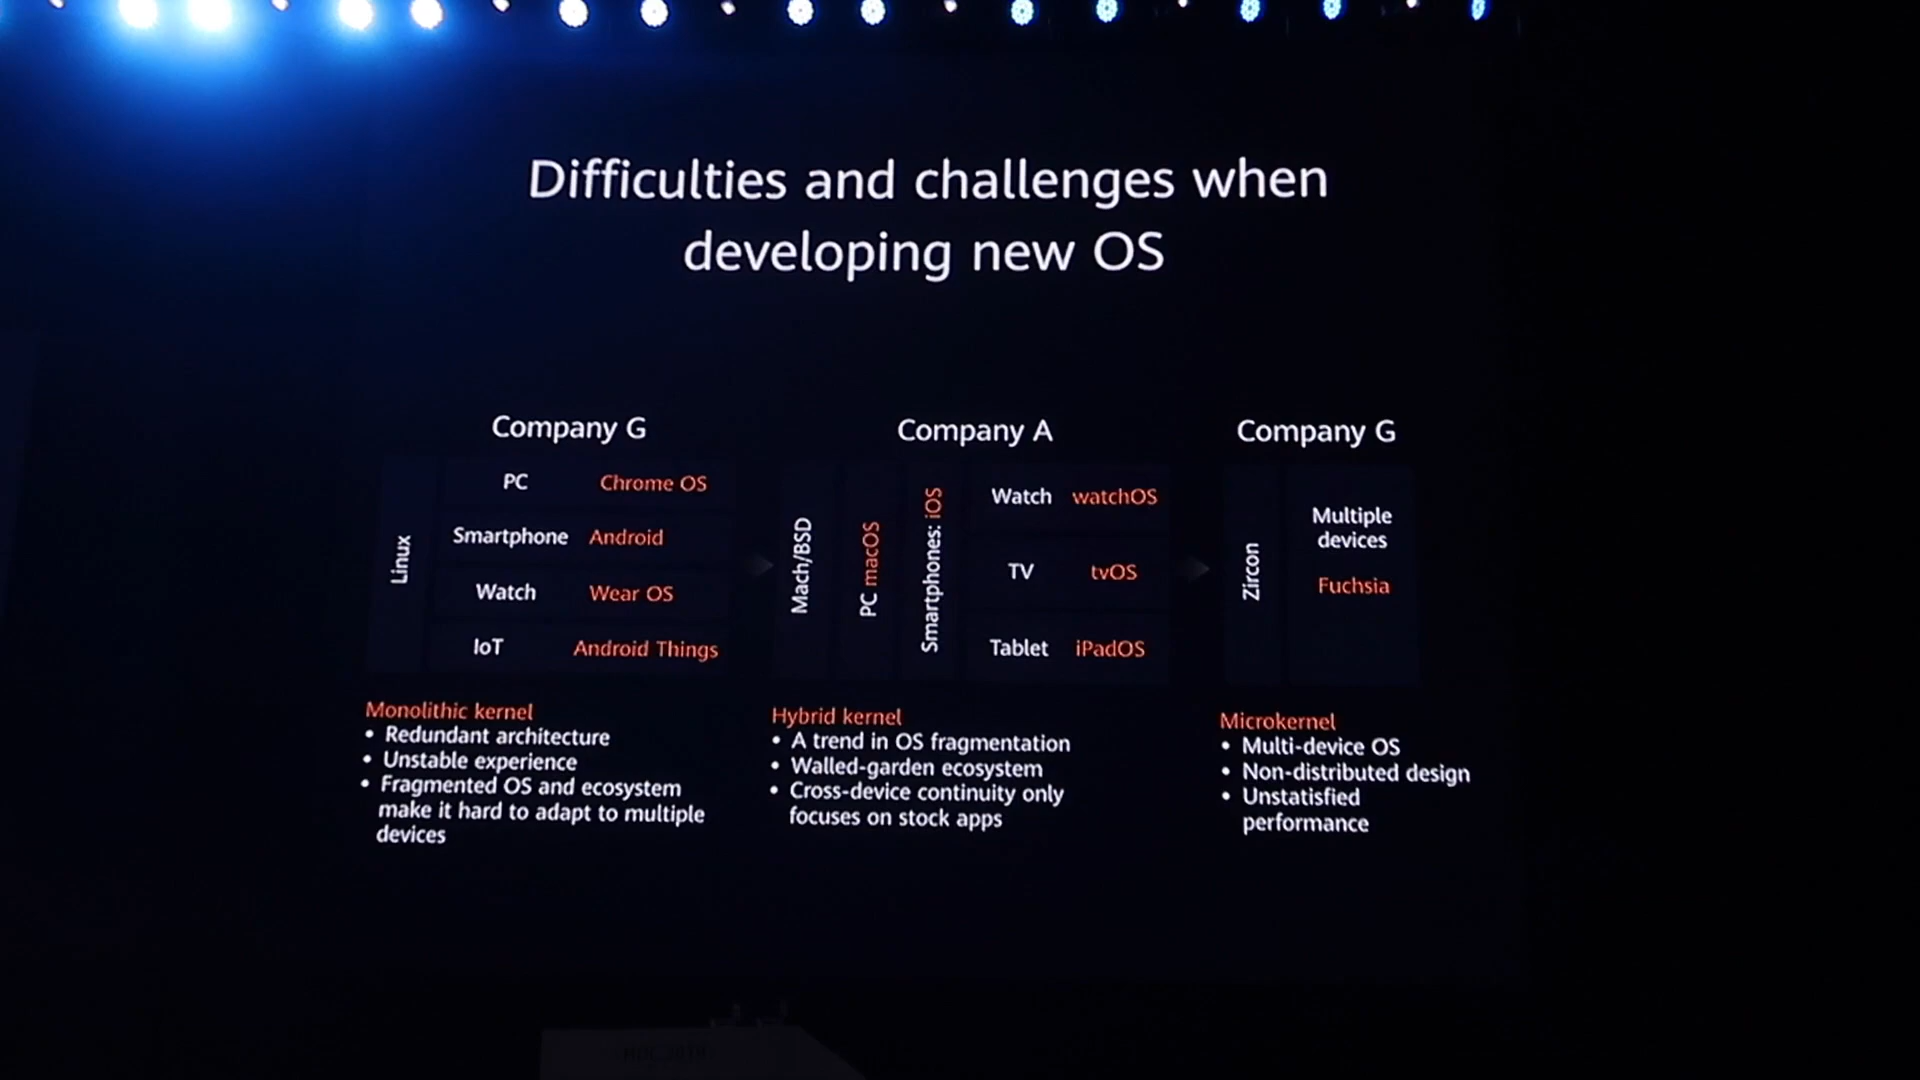 Difficulties and challenges when
developing new OS
Company G
Linux
PC Chrome OS
Smartphone Android
Watch Wear OS
IoT Android Things
Monolithic kernel
• Redundant architecture
• Unstable experience
• Fragmented OS and ecosystem
make it hard to adapt to multiple
devices
Company A
Mach/BSD
PC macOS
Smartphones: iOS
Watch watchOS
TV tvOS
Tablet iPadOS
Hybrid kernel
• A trend in OS fragmentation
• Walled-garden ecosystem
• Cross-device continuity only
focuses on stock apps
Company G
Zircon
Multiple
devices
Fuchsia
Microkernel
• Multi-device OS
• Non-distributed design
• Unstatisfied
performance
HDC.2019